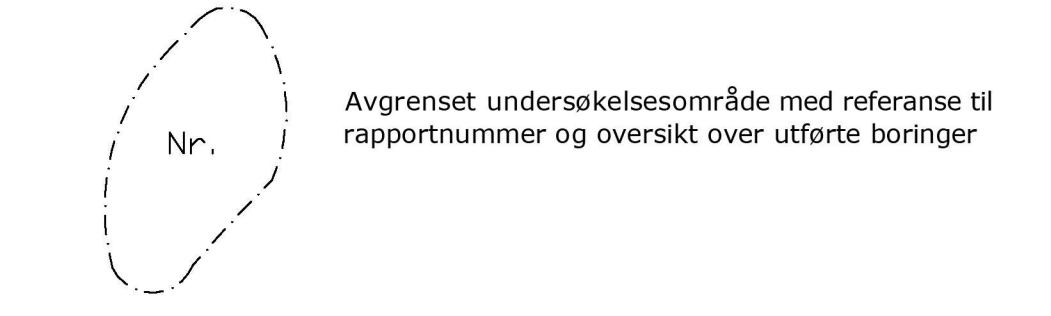 Avgrenset undersøkelsesområde med referanse til
rapportnummer og oversikt over utførte boringer
Nr.